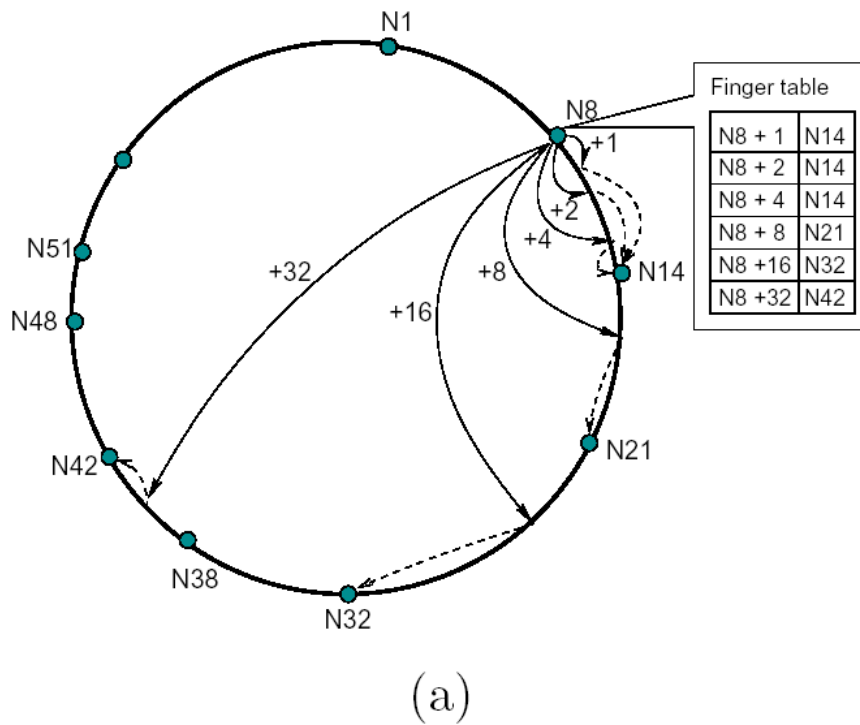 N1
N8
Finger table
N8 + 1 N14
N8 + 2 N14
N8 + 4 N14
N8 + 8 N21
N8 +16 N32
N8 +32 N42
+1
+2
+4
+8
+16
+32
N14
N21
N32
N38
N42
N48
N51
(a)